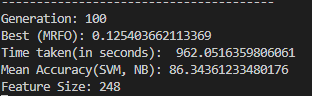 ----------------------------------------
Generation: 100
Best (MRFO): 0.125403662113369
Time taken(in seconds):  962.0516359806061
Mean Accuracy(SVM, NB): 86.34361233480176
Feature Size: 248